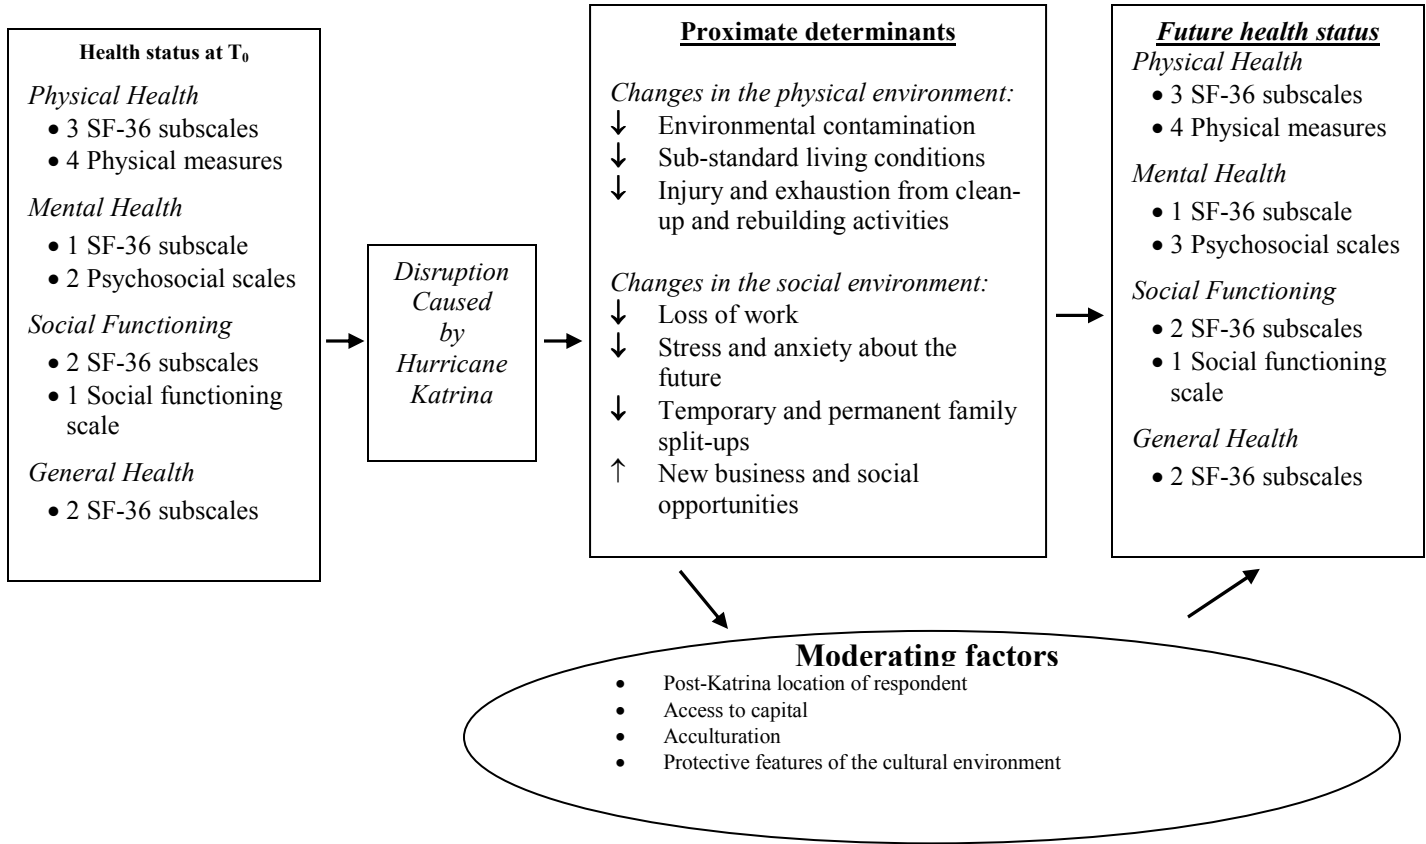 Health status at T₀
Physical Health
• 3 SF-36 subscales
• 4 Physical measures
Mental Health
• 1 SF-36 subscale
• 2 Psychosocial scales
Social Functioning
• 2 SF-36 subscales
• 1 Social functioning
scale
General Health
• 2 SF-36 subscales
Disruption
Caused
by
Hurricane
Katrina
Proximate determinants
Changes in the physical environment:
↓ Environmental contamination
↓ Sub-standard living conditions
↓ Injury and exhaustion from clean-
up and rebuilding activities
Changes in the social environment:
↓ Loss of work
↓ Stress and anxiety about the
future
↓ Temporary and permanent family
split-ups
↑ New business and social
opportunities
Future health status
Physical Health
• 3 SF-36 subscales
• 4 Physical measures
Mental Health
• 1 SF-36 subscale
• 3 Psychosocial scales
Social Functioning
• 2 SF-36 subscales
• 1 Social functioning
scale
General Health
• 2 SF-36 subscales
Moderating factors
• Post-Katrina location of respondent
• Access to capital
• Acculturation
• Protective features of the cultural environment